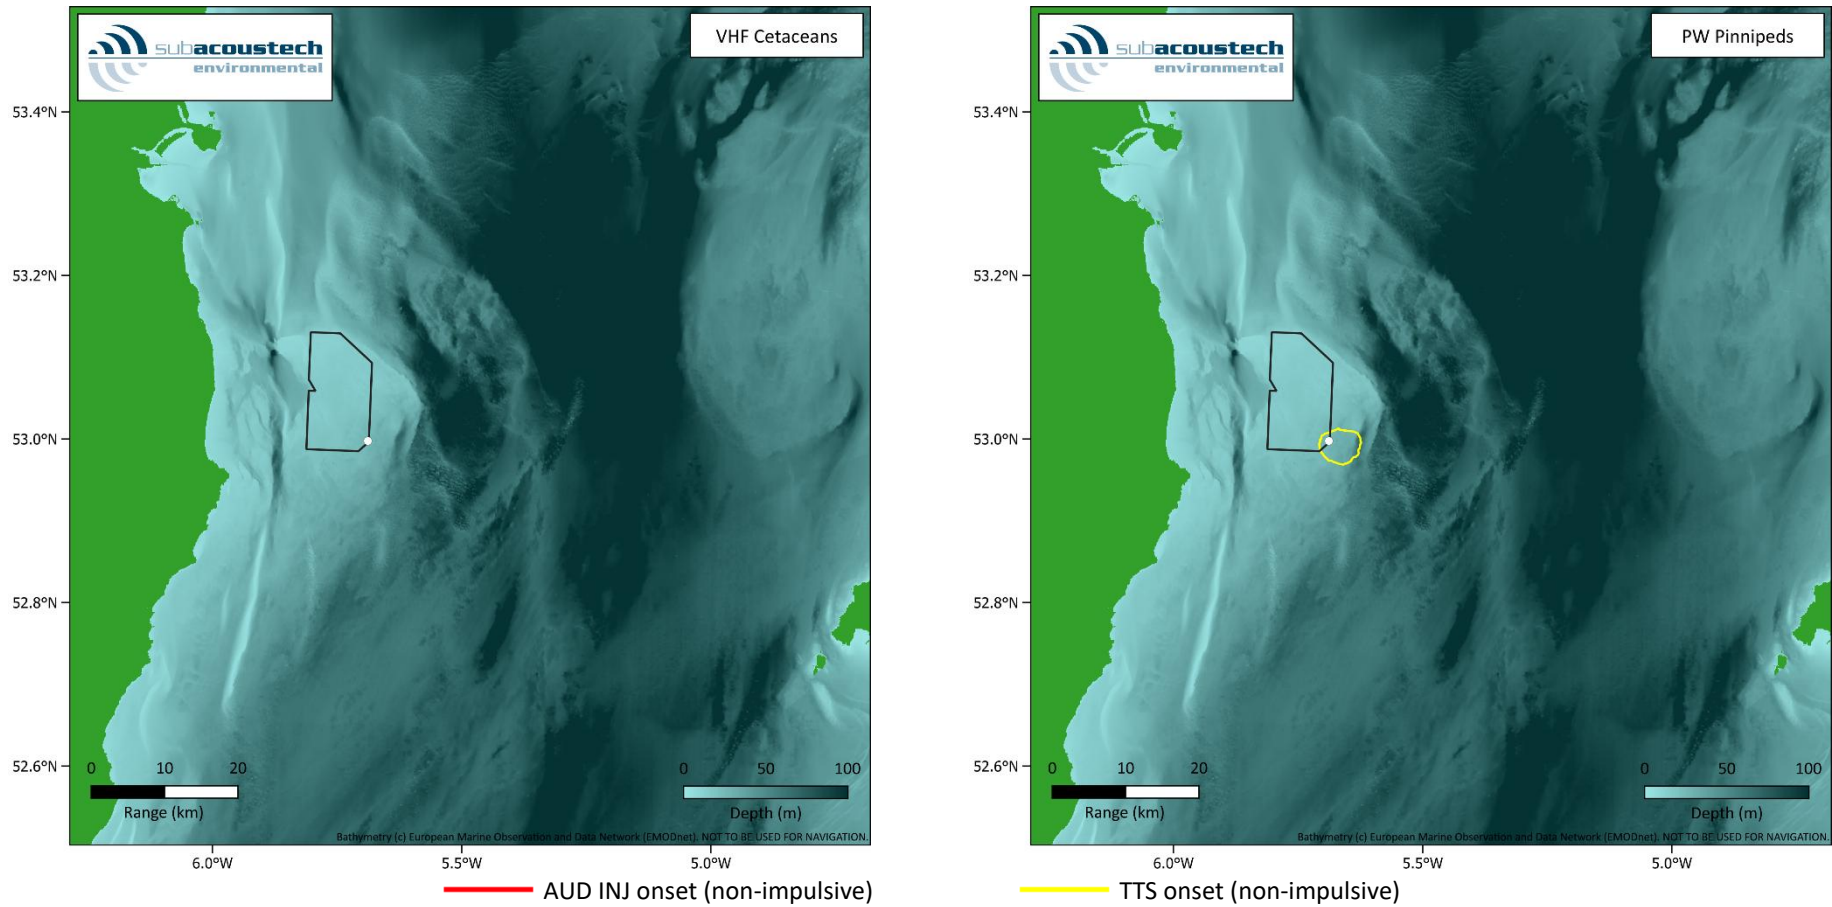 subacoustech
environmental
VHF Cetaceans
53.4°N
53.2°N
53.0°N
52.8°N
52.6°N
0 10 20
Range (km)
0 50 100
Depth (m)
Bathymetry (c) European Marine Observation and Data Network (EMODnet). NOT TO BE USED FOR NAVIGATION.
6.0°W 5.5°W 5.0°W
subacoustech
environmental
PW Pinnipeds
53.4°N
53.2°N
53.0°N
52.8°N
52.6°N
0 10 20
Range (km)
0 50 100
Depth (m)
Bathymetry (c) European Marine Observation and Data Network (EMODnet). NOT TO BE USED FOR NAVIGATION.
6.0°W 5.5°W 5.0°W
AUD INJ onset (non-impulsive) TTS onset (non-impulsive)